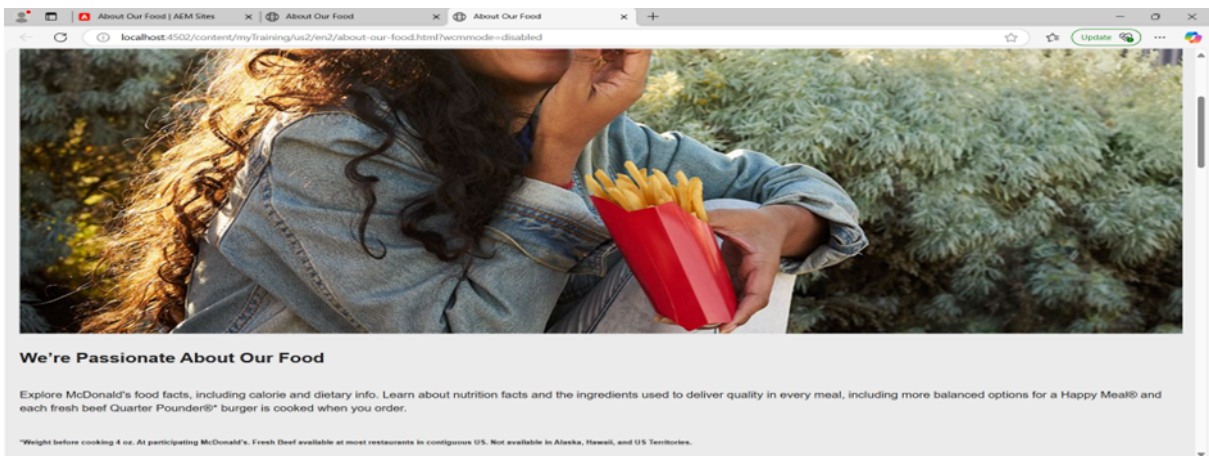 About Our Food | AEM Sites
About Our Food
About Our Food
localhost:4502/content/myTraining/us2/en2/about-our-food.html?wcmmode=disabled
Update
We're Passionate About Our Food
Explore McDonald's food facts, including calorie and dietary info. Learn about nutrition facts and the ingredients used to deliver quality in every meal, including more balanced options for a Happy Meal® and
each fresh beef Quarter Pounder®* burger is cooked when you order.
*Weight before cooking 4 oz. At participating McDonald's. Fresh Beef available at most restaurants in contiguous US. Not available in Alaska, Hawaii, and US Territories.